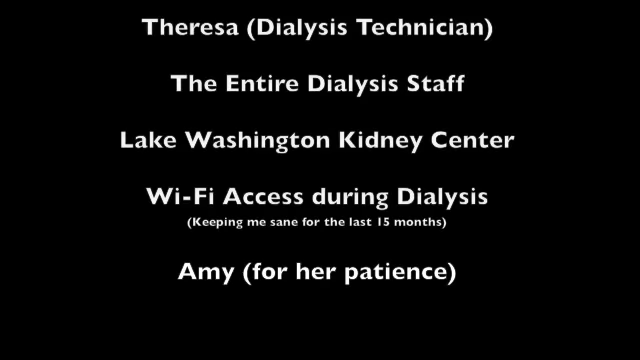 Theresa (Dialysis Technician)
The Entire Dialysis Staff
Lake Washington Kidney Center
Wi-Fi Access during Dialysis
(Keeping me sane for the last 15 months)
Amy (for her patience)